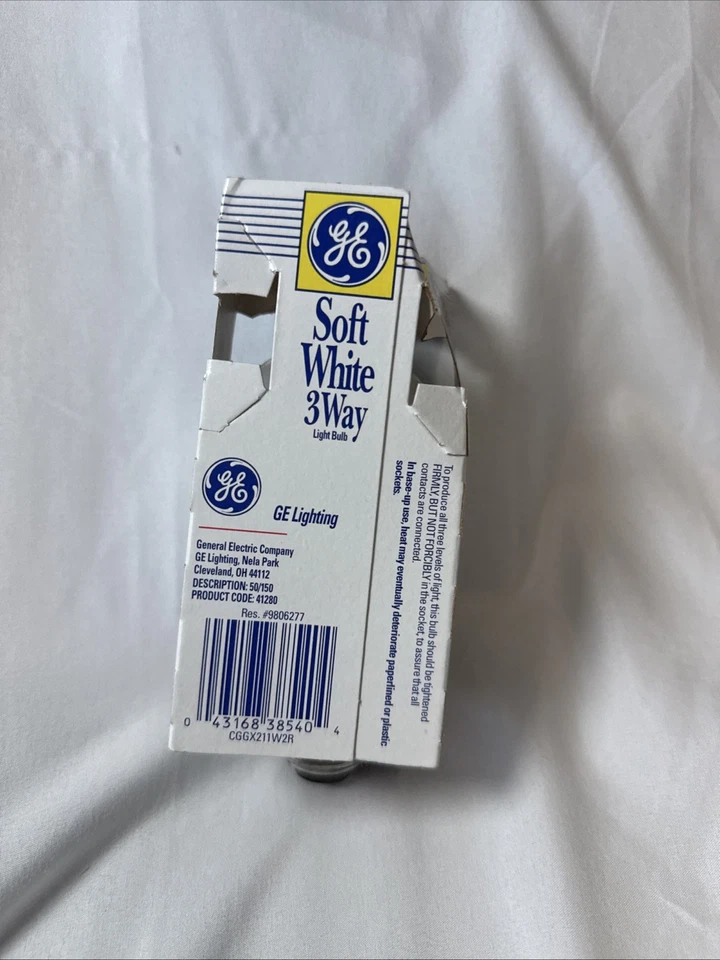 GE
Soft
White
3Way
Light Bulb
GE
GE Lighting
General Electric Company
GE Lighting, Nela Park
Cleveland, OH 44112
DESCRIPTION: 50/150
PRODUCT CODE: 41280
Res. #9806277
0 43168 38540 4
CGGX211W2R
To produce all three levels of light, this bulb should be tightened
FIRMLY, BUT NOT FORCIBLY in the socket, to assure that all
contacts are connected.
In base-up use, heat may eventually deteriorate paperlined or plastic
sockets.